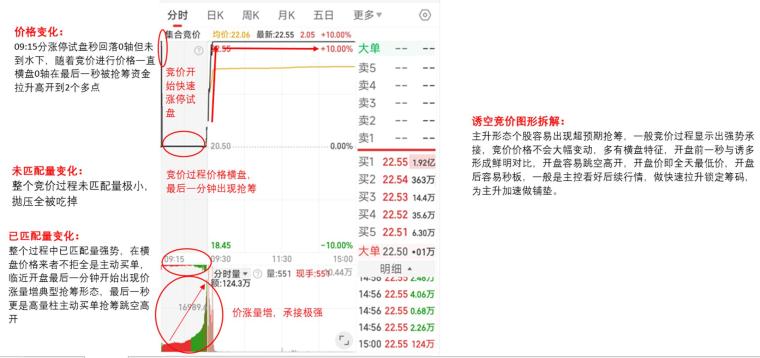 价格变化：
09:15分涨停试盘秒回落0轴但未
到水下，随着竞价进行价格一直
横盘0轴在最后一秒被抢筹资金
拉升高开到2个多点
未匹配量变化：
整个竞价过程未匹配量极小，
抛压全被吃掉
已匹配量变化：
整个过程中已匹配量强势，在横
盘价格来者不拒全是主动买单，
临近开盘最后一分钟开始出现价
涨量增典型抢筹形态，最后一秒
更是高量柱主动买单抢筹跳空高
开
分时 日K 周K 月K 五日 更多
集合竞价 均价:22.06 最新:22.55 2.05 +10.00%
22.55 +10.00%
竞价开
始快速
涨停试
盘
20.50 0.00%
竞价过程价格横盘，
最后一分钟出现抢筹
18.45 -10.00%
09:15 09:30 11:30 15:00
分时量 量:551 现手:551 0.44万
额:124.3万
16989.
价涨量增，承接极强
大单 -- --
卖5 -- --
卖4 -- --
卖3 -- --
卖2 -- --
卖1 -- --
买1 22.55 1.92亿
买2 22.54 363万
买3 22.53 14.4万
买4 22.52 35.6万
买5 22.51 6.30万
大单 22.50 +01万
明细
14:56 22.55 2.48万
14:56 22.55 4.06万
14:56 22.55 0.68万
14:56 22.55 2.26万
15:00 22.55 124万
诱空竞价图形拆解：
主升形态个股容易出现超预期抢筹，一般竞价过程显示出强势承
接，竞价价格不会大幅变动，多有横盘特征，开盘前一秒与诱多
形成鲜明对比，开盘容易跳空高开，开盘价即全天最低价，开盘
后容易秒板，一般是主控看好后续行情，做快速拉升锁定筹码，
为主升加速做铺垫。